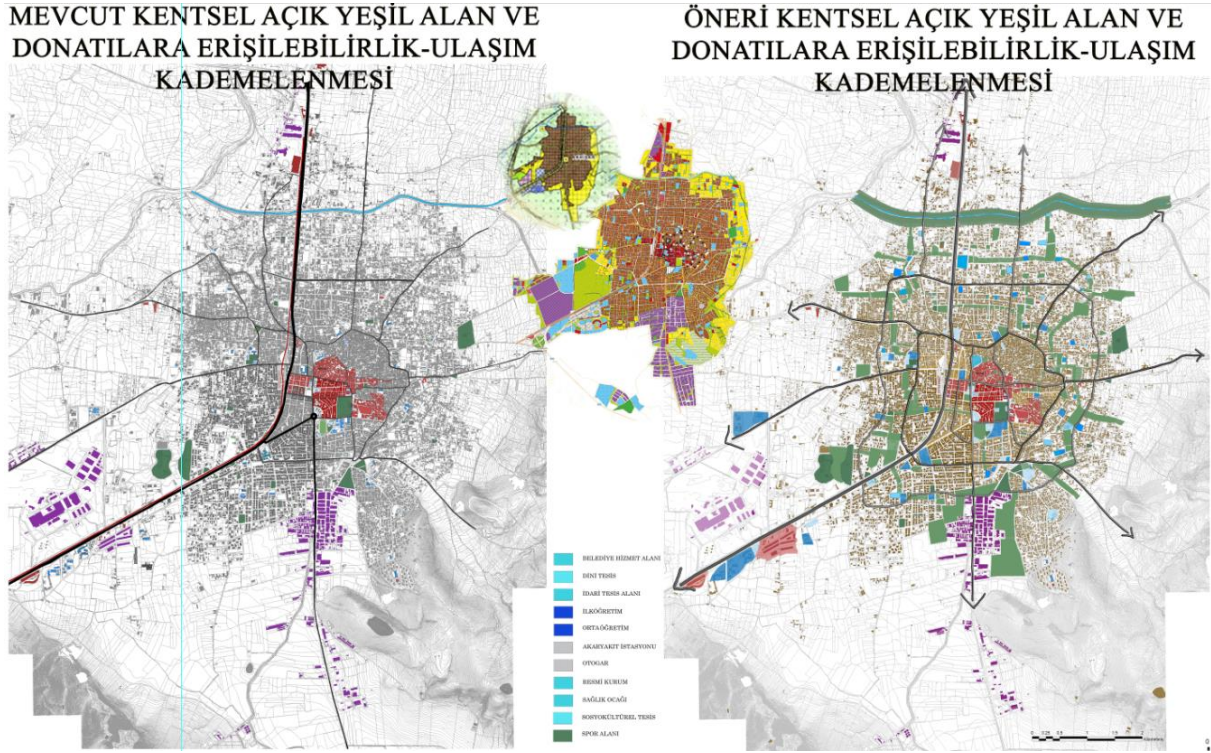 MEVCUT KENTSEL AÇIK YEŞİL ALAN VE
DONATILARA ERİŞİLEBİLİRLİK-ULAŞIM
KADEMELENMESİ
ÖNERİ KENTSEL AÇIK YEŞİL ALAN VE
DONATILARA ERİŞİLEBİLİRLİK-ULAŞIM
KADEMELENMESİ
BELEDİYE HİZMET ALANI
DİNİ TESİS
İDARİ TESİS ALANI
İLKÖĞRETİM
ORTAÖĞRETİM
AKARYAKIT İSTASYONU
OTOGAR
RESMİ KURUM
SAĞLIK OCAĞI
SOSYOKÜLTÜREL TESİS
SPOR ALANI